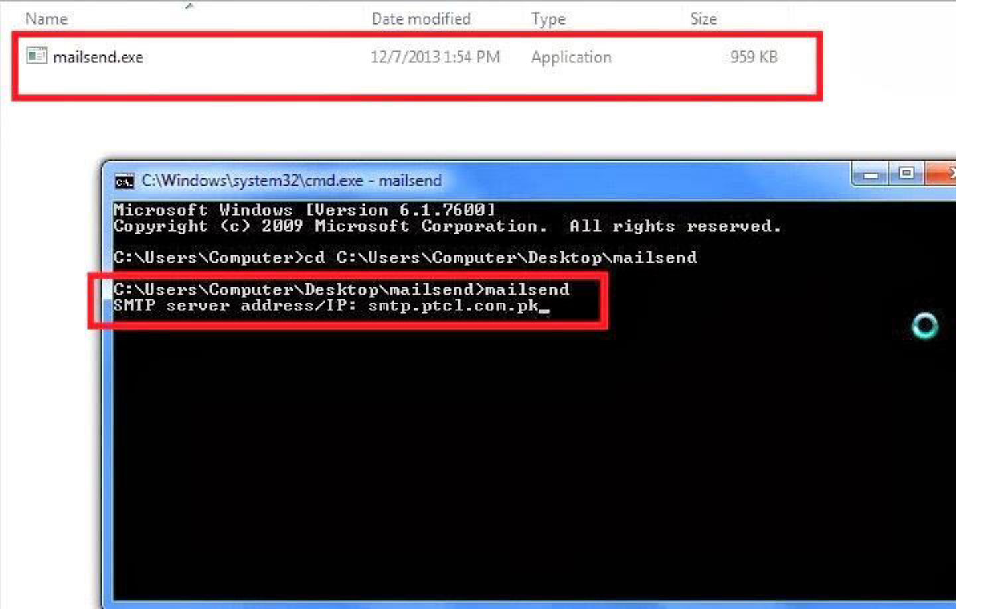 Name Date modified Type Size
mailsend.exe 12/7/2013 1:54 PM Application 959 KB
C:\Windows\system32\cmd.exe - mailsend
Microsoft Windows [Version 6.1.7600]
Copyright (c) 2009 Microsoft Corporation.  All rights reserved.
C:\Users\Computer>cd C:\Users\Computer\Desktop\mailsend
C:\Users\Computer\Desktop\mailsend>mailsend
SMTP server address/IP: smtp.ptcl.com.pk_